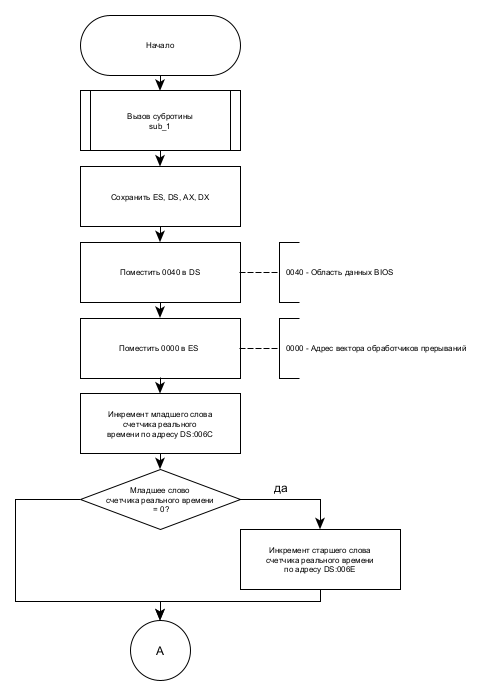 Начало
Вызов субротины
sub_1
Сохранить ES, DS, AX, DX
Поместить 0040 в DS
0040 - Область данных BIOS
Поместить 0000 в ES
0000 - Адрес вектора обработчиков прерываний
Инкремент младшего слова
счетчика реального
времени по адресу DS:006C
Младшее слово
счетчика реального времени
= 0?
да
Инкремент старшего слова
счетчика реального времени
по адресу DS:006E
А